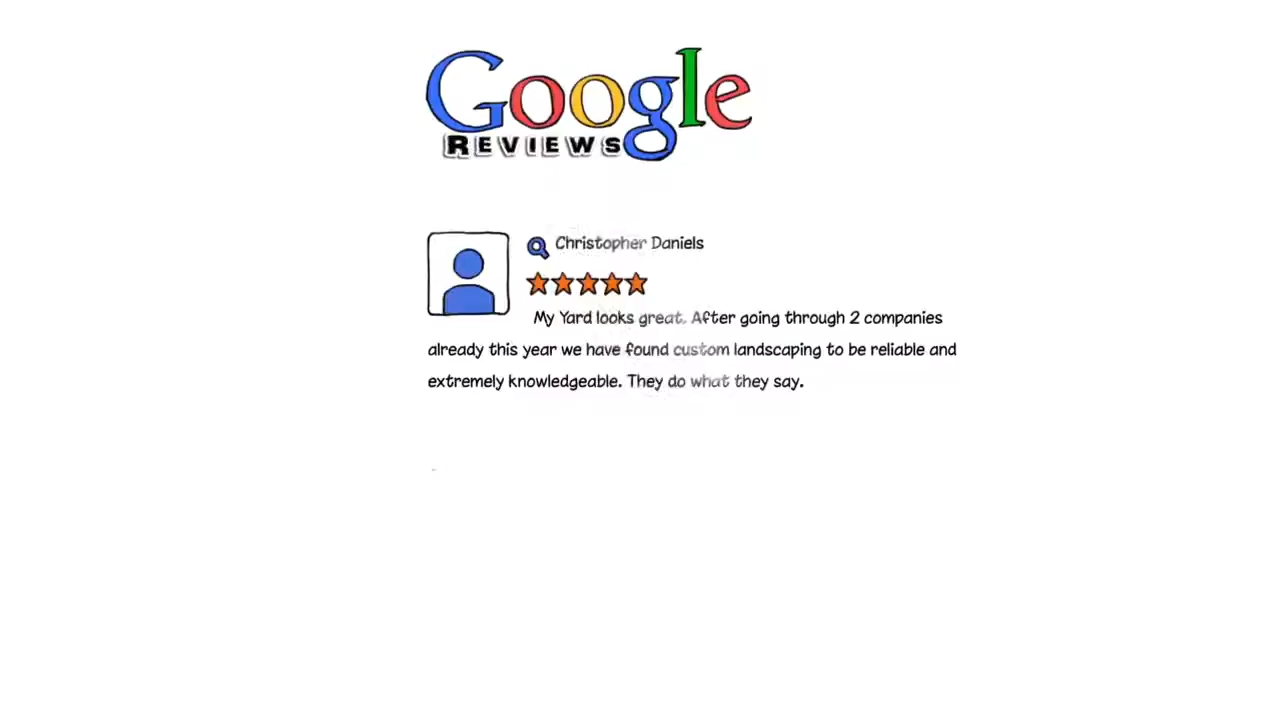 Google
REVIEWS
Christopher Daniels
My Yard looks great. After going through 2 companies
already this year we have found custom landscaping to be reliable and
extremely knowledgeable. They do what they say.